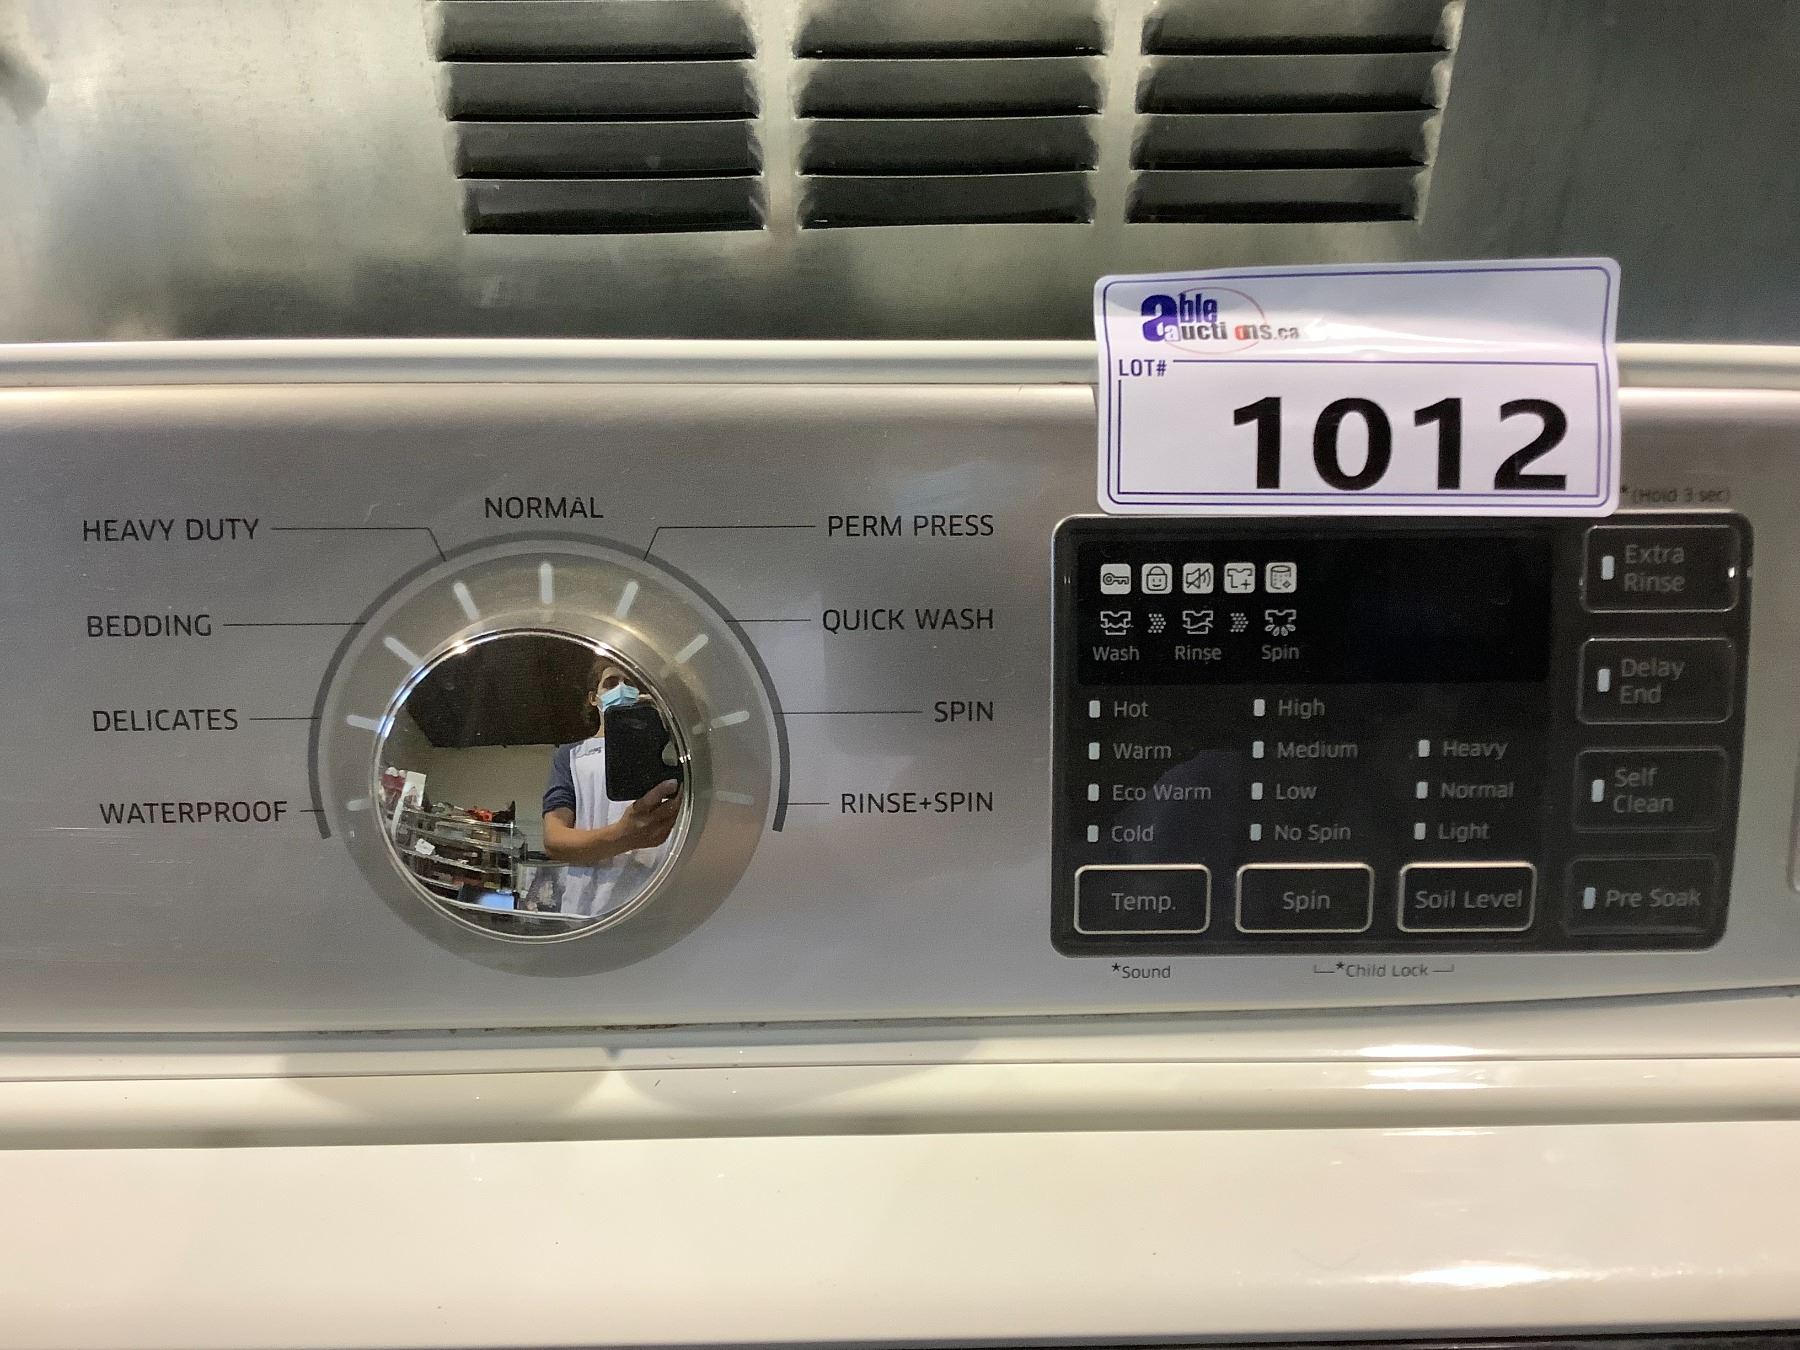 able
auctions.ca
LOT#
1012
*(Hold 3 sec)
NORMAL
HEAVY DUTY
PERM PRESS
BEDDING
QUICK WASH
DELICATES
SPIN
WATERPROOF
RINSE+SPIN
Wash Rinse Spin
Hot High
Warm Medium Heavy
Eco Warm Low Normal
Cold No Spin Light
Temp. Spin Soil Level
Extra
Rinse
Delay
End
Self
Clean
Pre Soak
*Sound *Child Lock